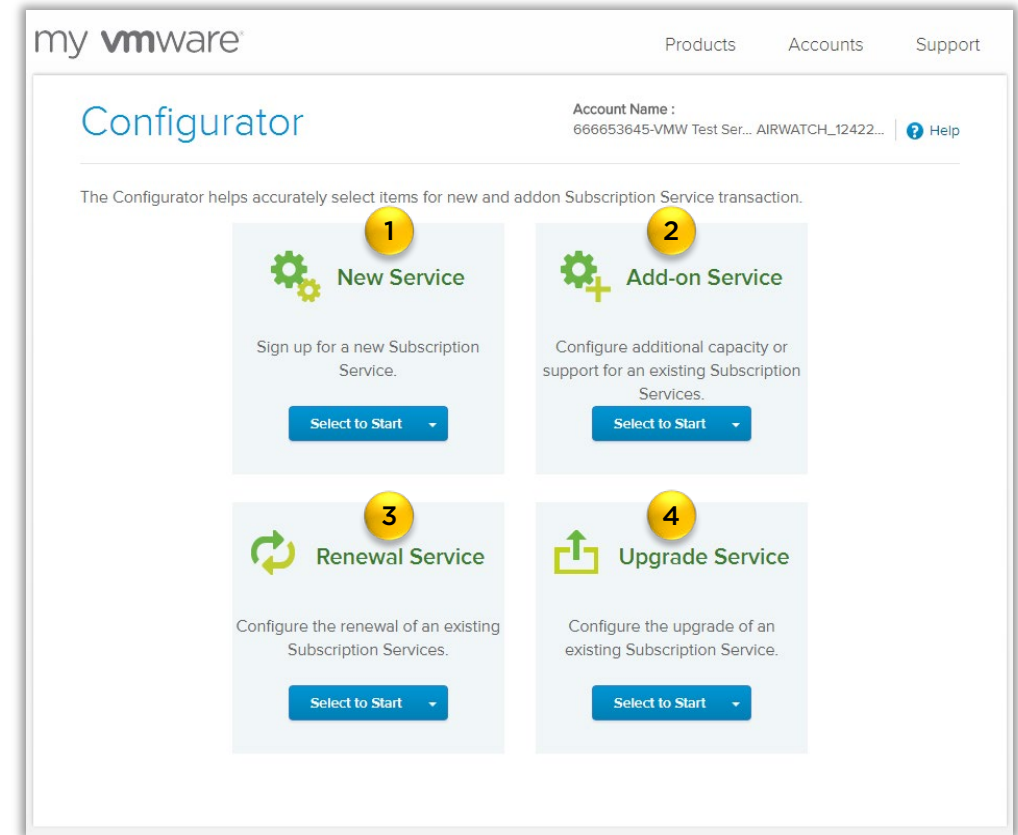 my vmware
Products Accounts Support
Configurator
Account Name :
666653645-VMW Test Ser... AIRWATCH_12422...
? Help
The Configurator helps accurately select items for new and addon Subscription Service transaction.
1
New Service
Sign up for a new Subscription
Service.
Select to Start
2
Add-on Service
Configure additional capacity or
support for an existing Subscription
Services.
Select to Start
3
Renewal Service
Configure the renewal of an existing
Subscription Services.
Select to Start
4
Upgrade Service
Configure the upgrade of an
existing Subscription Service.
Select to Start